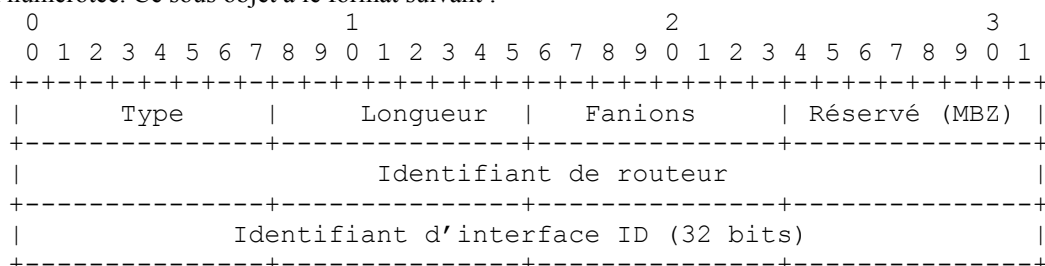 numérotée. Ce sous objet a le format suivant :
0                   1                   2                   3
0 1 2 3 4 5 6 7 8 9 0 1 2 3 4 5 6 7 8 9 0 1 2 3 4 5 6 7 8 9 0 1
+-+-+-+-+-+-+-+-+-+-+-+-+-+-+-+-+-+-+-+-+-+-+-+-+-+-+-+-+-+-+-+-+
|      Type     |     Longueur  |   Fanions     | Réservé (MBZ) |
+---------------+---------------+---------------+---------------+
|                      Identifiant de routeur                   |
+---------------+---------------+---------------+---------------+
|             Identifiant d’interface ID (32 bits)              |
+---------------+---------------+---------------+---------------+